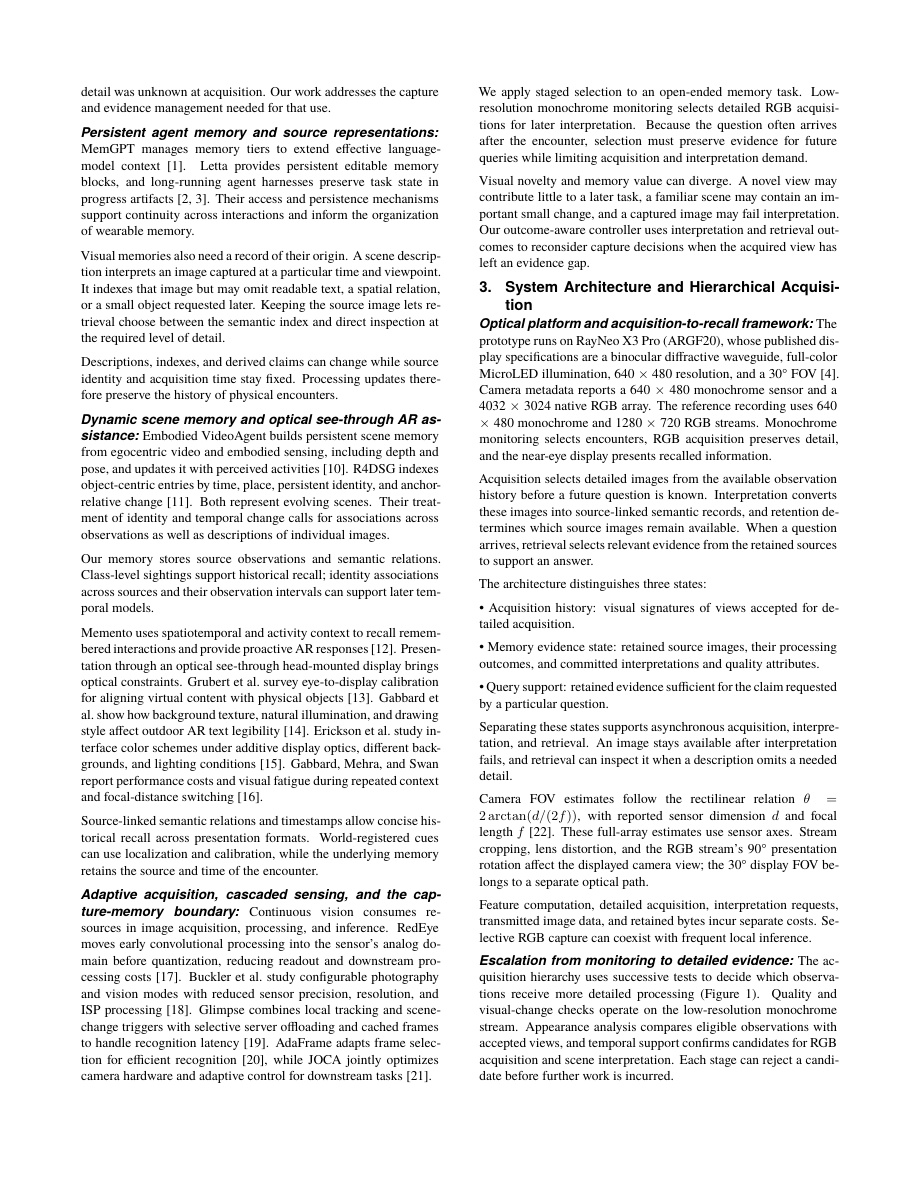 detail was unknown at acquisition. Our work addresses the capture
and evidence management needed for that use.
Persistent agent memory and source representations:
MemGPT manages memory tiers to extend effective language-
model context [1]. Letta provides persistent editable memory
blocks, and long-running agent harnesses preserve task state in
progress artifacts [2, 3]. Their access and persistence mechanisms
support continuity across interactions and inform the organization
of wearable memory.
Visual memories also need a record of their origin. A scene descrip-
tion interprets an image captured at a particular time and viewpoint.
It indexes that image but may omit readable text, a spatial relation,
or a small object requested later. Keeping the source image lets re-
trieval choose between the semantic index and direct inspection at
the required level of detail.
Descriptions, indexes, and derived claims can change while source
identity and acquisition time stay fixed. Processing updates there-
fore preserve the history of physical encounters.
Dynamic scene memory and optical see-through AR as-
sistance: Embodied VideoAgent builds persistent scene memory
from egocentric video and embodied sensing, including depth and
pose, and updates it with perceived activities [10]. R4DSG indexes
object-centric entries by time, place, persistent identity, and anchor-
relative change [11]. Both represent evolving scenes. Their treat-
ment of identity and temporal change calls for associations across
observations as well as descriptions of individual images.
Our memory stores source observations and semantic relations.
Class-level sightings support historical recall; identity associations
across sources and their observation intervals can support later tem-
poral models.
Memento uses spatiotemporal and activity context to recall remem-
bered interactions and provide proactive AR responses [12]. Presen-
tation through an optical see-through head-mounted display brings
optical constraints. Grubert et al. survey eye-to-display calibration
for aligning virtual content with physical objects [13]. Gabbard et
al. show how background texture, natural illumination, and drawing
style affect outdoor AR text legibility [14]. Erickson et al. study in-
terface color schemes under additive display optics, different back-
grounds, and lighting conditions [15]. Gabbard, Mehra, and Swan
report performance costs and visual fatigue during repeated context
and focal-distance switching [16].
Source-linked semantic relations and timestamps allow concise his-
torical recall across presentation formats. World-registered cues
can use localization and calibration, while the underlying memory
retains the source and time of the encounter.
Adaptive acquisition, cascaded sensing, and the cap-
ture-memory boundary: Continuous vision consumes re-
sources in image acquisition, processing, and inference. RedEye
moves early convolutional processing into the sensor's analog do-
main before quantization, reducing readout and downstream pro-
cessing costs [17]. Buckler et al. study configurable photography
and vision modes with reduced sensor precision, resolution, and
ISP processing [18]. Glimpse combines local tracking and scene-
change triggers with selective server offloading and cached frames
to handle recognition latency [19]. AdaFrame adapts frame selec-
tion for efficient recognition [20], while JOCA jointly optimizes
camera hardware and adaptive control for downstream tasks [21].
We apply staged selection to an open-ended memory task. Low-
resolution monochrome monitoring selects detailed RGB acquisi-
tions for later interpretation. Because the question often arrives
after the encounter, selection must preserve evidence for future
queries while limiting acquisition and interpretation demand.
Visual novelty and memory value can diverge. A novel view may
contribute little to a later task, a familiar scene may contain an im-
portant small change, and a captured image may fail interpretation.
Our outcome-aware controller uses interpretation and retrieval out-
comes to reconsider capture decisions when the acquired view has
left an evidence gap.
3. System Architecture and Hierarchical Acquisi-
tion
Optical platform and acquisition-to-recall framework: The
prototype runs on RayNeo X3 Pro (ARGF20), whose published dis-
play specifications are a binocular diffractive waveguide, full-color
MicroLED illumination, 640 × 480 resolution, and a 30° FOV [4].
Camera metadata reports a 640 × 480 monochrome sensor and a
4032 × 3024 native RGB array. The reference recording uses 640
× 480 monochrome and 1280 × 720 RGB streams. Monochrome
monitoring selects encounters, RGB acquisition preserves detail,
and the near-eye display presents recalled information.
Acquisition selects detailed images from the available observation
history before a future question is known. Interpretation converts
these images into source-linked semantic records, and retention de-
termines which source images remain available. When a question
arrives, retrieval selects relevant evidence from the retained sources
to support an answer.
The architecture distinguishes three states:
• Acquisition history: visual signatures of views accepted for de-
tailed acquisition.
• Memory evidence state: retained source images, their processing
outcomes, and committed interpretations and quality attributes.
• Query support: retained evidence sufficient for the claim requested
by a particular question.
Separating these states supports asynchronous acquisition, interpre-
tation, and retrieval. An image stays available after interpretation
fails, and retrieval can inspect it when a description omits a needed
detail.
Camera FOV estimates follow the rectilinear relation θ =
2 arctan(d/(2f)), with reported sensor dimension d and focal
length f [22]. These full-array estimates use sensor axes. Stream
cropping, lens distortion, and the RGB stream's 90° presentation
rotation affect the displayed camera view; the 30° display FOV be-
longs to a separate optical path.
Feature computation, detailed acquisition, interpretation requests,
transmitted image data, and retained bytes incur separate costs. Se-
lective RGB capture can coexist with frequent local inference.
Escalation from monitoring to detailed evidence: The ac-
quisition hierarchy uses successive tests to decide which observa-
tions receive more detailed processing (Figure 1). Quality and
visual-change checks operate on the low-resolution monochrome
stream. Appearance analysis compares eligible observations with
accepted views, and temporal support confirms candidates for RGB
acquisition and scene interpretation. Each stage can reject a candi-
date before further work is incurred.